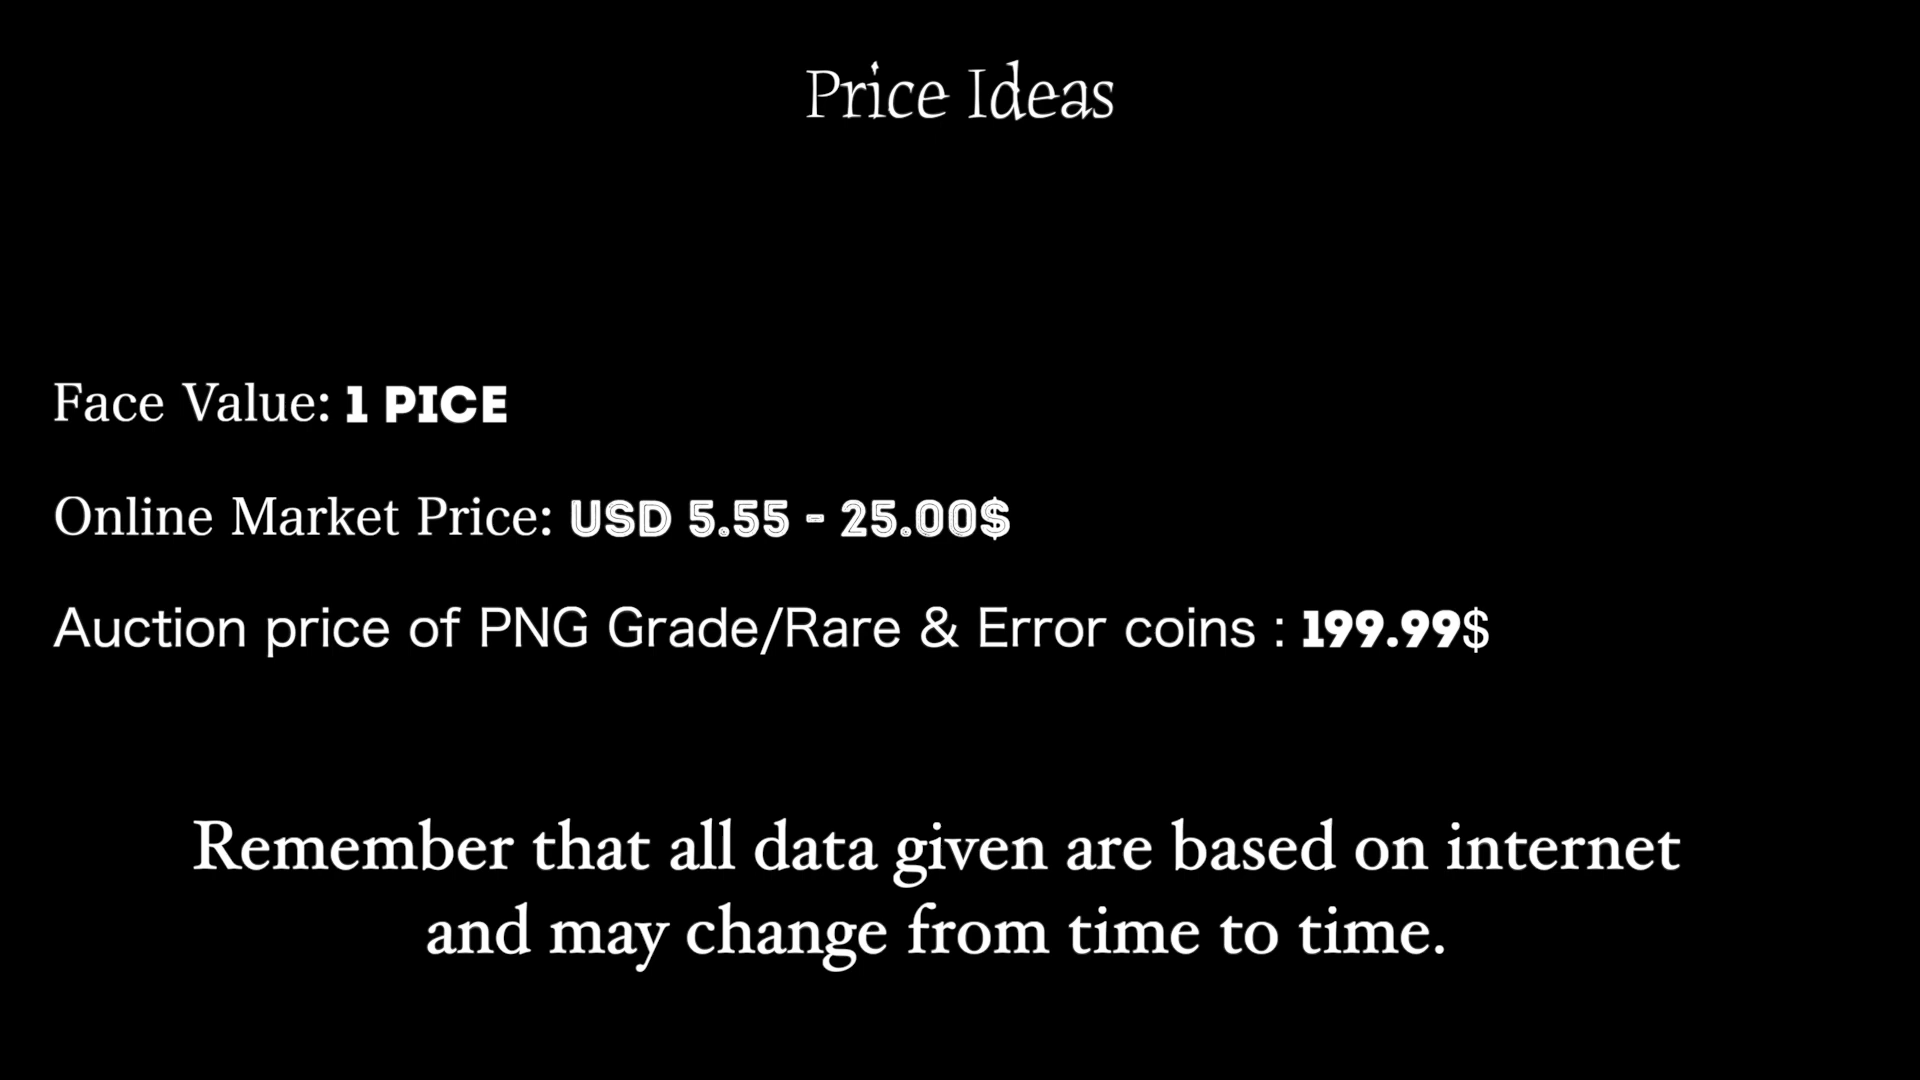 Price Ideas
Face Value: 1 PICE
Online Market Price: USD 5.55 - 25.00$
Auction price of PNG Grade/Rare & Error coins : 199.99$
Remember that all data given are based on internet
and may change from time to time.